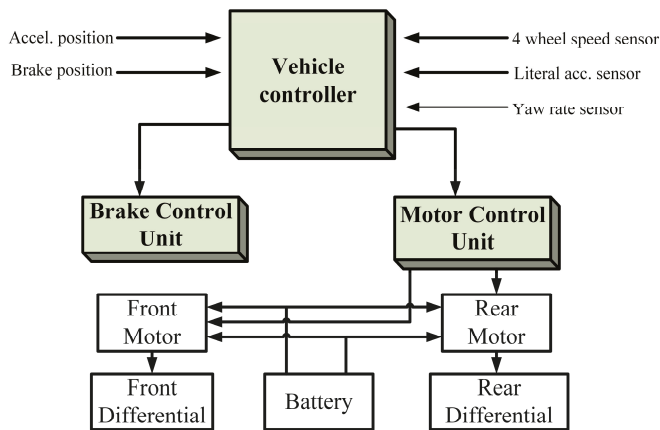 Accel. position
Brake position
Vehicle
controller
4 wheel speed sensor
Literal acc. sensor
Yaw rate sensor
Brake Control
Unit
Motor Control
Unit
Front
Motor
Rear
Motor
Front
Differential
Battery
Rear
Differential